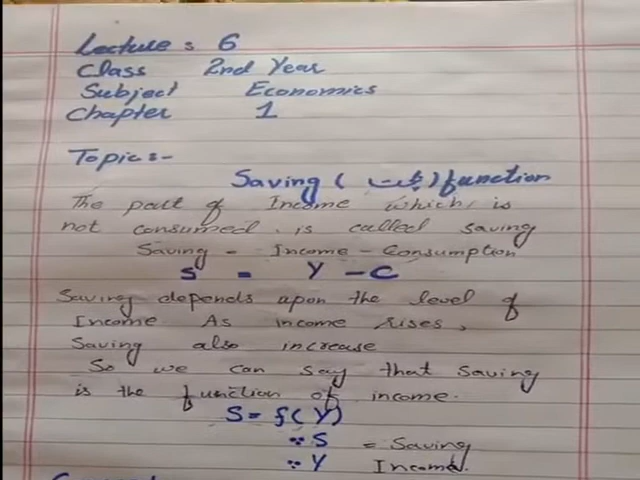 Lecture : 6
Class 2nd Year
Subject Economics
Chapter 1
Topic :-
Saving (بچت) function
The part of Income which is
not consumed. is called saving
Saving - Income - Consumption
S = Y - C
Saving depends upon the level of
Income. As income rises,
Saving also increase
So we can say that saving
is the function of income.
S = f(Y)
∵ S = Saving
∵ Y Income.